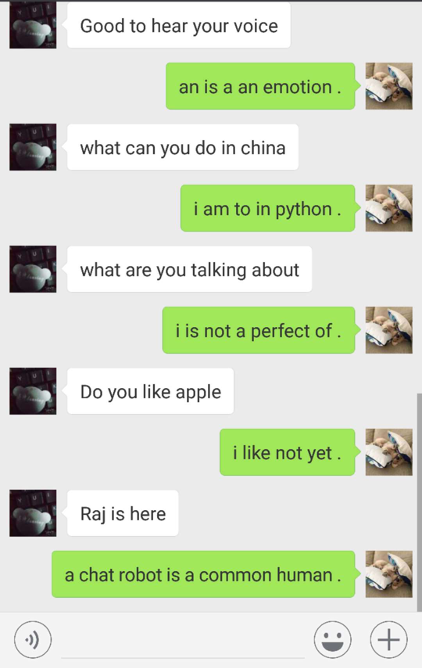 Good to hear your voice
an is a an emotion .
what can you do in china
i am to in python .
what are you talking about
i is not a perfect of .
Do you like apple
i like not yet .
Raj is here
a chat robot is a common human .